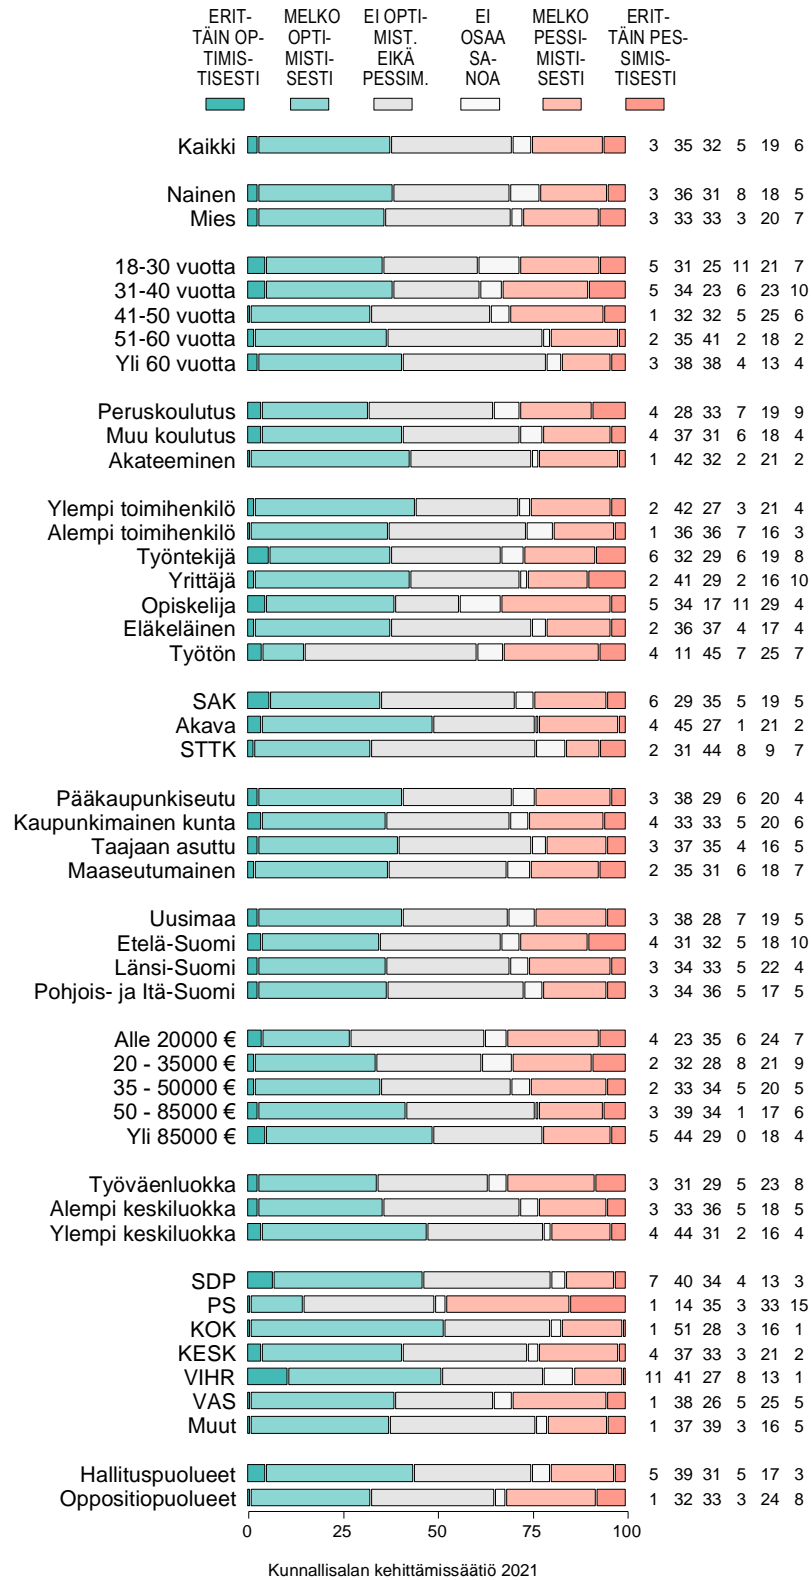 ERIT- MELKO EI OPTI- EI MELKO ERIT-
TÄIN OP- OPTI- MIST. OSAA PESSI- TÄIN PES-
TIMIS- MISTI- EIKÄ SA- MISTI- SIMIS-
TISESTI SESTI PESSIM. NOA SESTI TISESTI
Kaikki 3 35 32 5 19 6
Nainen 3 36 31 8 18 5
Mies 3 33 33 3 20 7
18-30 vuotta 5 31 25 11 21 7
31-40 vuotta 5 34 23 6 23 10
41-50 vuotta 1 32 32 5 25 6
51-60 vuotta 2 35 41 2 18 2
Yli 60 vuotta 3 38 38 4 13 4
Peruskoulutus 4 28 33 7 19 9
Muu koulutus 4 37 31 6 18 4
Akateeminen 1 42 32 2 21 2
Ylempi toimihenkilö 2 42 27 3 21 4
Alempi toimihenkilö 1 36 36 7 16 3
Työntekijä 6 32 29 6 19 8
Yrittäjä 2 41 29 2 16 10
Opiskelija 5 34 17 11 29 4
Eläkeläinen 2 36 37 4 17 4
Työtön 4 11 45 7 25 7
SAK 6 29 35 5 19 5
Akava 4 45 27 1 21 2
STTK 2 31 44 8 9 7
Pääkaupunkiseutu 3 38 29 6 20 4
Kaupunkimainen kunta 4 33 33 5 20 6
Taajaan asuttu 3 37 35 4 16 5
Maaseutumainen 2 35 31 6 18 7
Uusimaa 3 38 28 7 19 5
Etelä-Suomi 4 31 32 5 18 10
Länsi-Suomi 3 34 33 5 22 4
Pohjois- ja Itä-Suomi 3 34 36 5 17 5
Alle 20000 € 4 23 35 6 24 7
20 - 35000 € 2 32 28 8 21 9
35 - 50000 € 2 33 34 5 20 5
50 - 85000 € 3 39 34 1 17 6
Yli 85000 € 5 44 29 0 18 4
Työväenluokka 3 31 29 5 23 8
Alempi keskiluokka 3 33 36 5 18 5
Ylempi keskiluokka 4 44 31 2 16 4
SDP 7 40 34 4 13 3
PS 1 14 35 3 33 15
KOK 1 51 28 3 16 1
KESK 4 37 33 3 21 2
VIHR 11 41 27 8 13 1
VAS 1 38 26 5 25 5
Muut 1 37 39 3 16 5
Hallituspuolueet 5 39 31 5 17 3
Oppositiopuolueet 1 32 33 3 24 8
0 25 50 75 100
Kunnallisalan kehittämissäätiö 2021